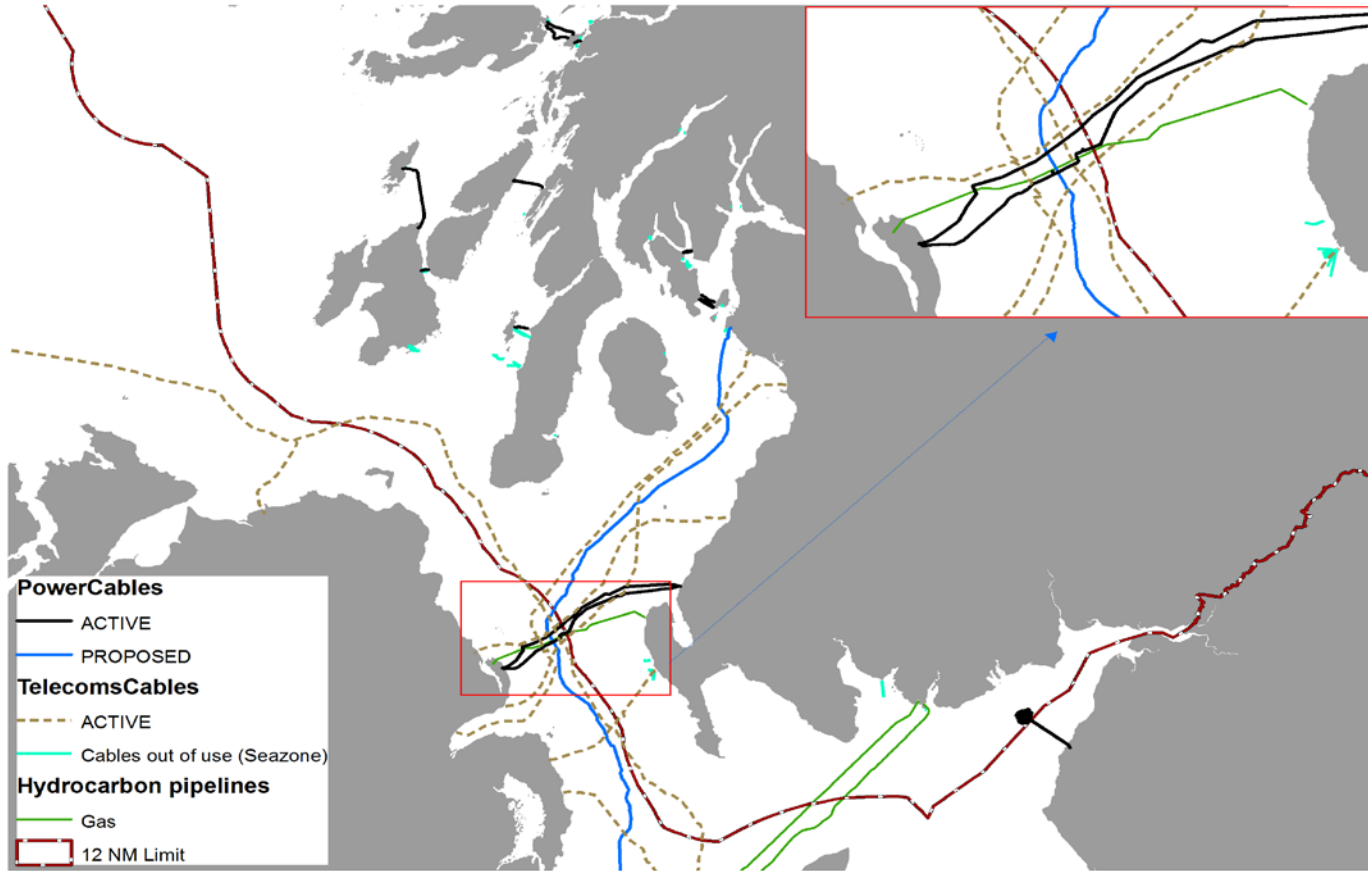 PowerCables
ACTIVE
PROPOSED
TelecomsCables
ACTIVE
Cables out of use (Seazone)
Hydrocarbon pipelines
Gas
12 NM Limit